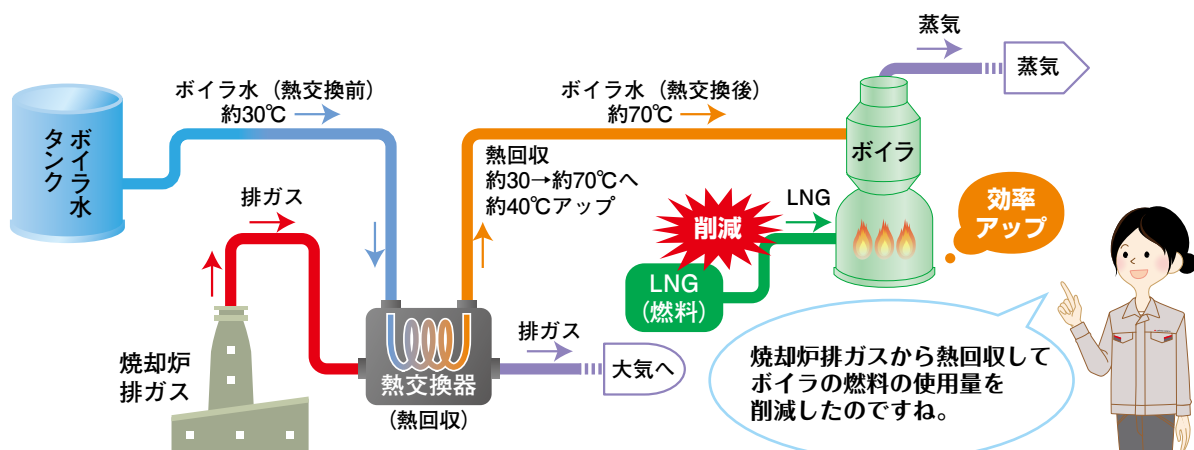 ボイラ水
タンク
ボイラ水（熱交換前）
約30℃
排ガス
焼却炉
排ガス
熱交換器
(熱回収)
熱回収
約30→約70℃へ
約40℃アップ
ボイラ水（熱交換後）
約70℃
排ガス
大気へ
削減
LNG
LNG
(燃料)
ボイラ
蒸気
蒸気
効率
アップ
焼却炉排ガスから熱回収して
ボイラの燃料の使用量を
削減したのですね。